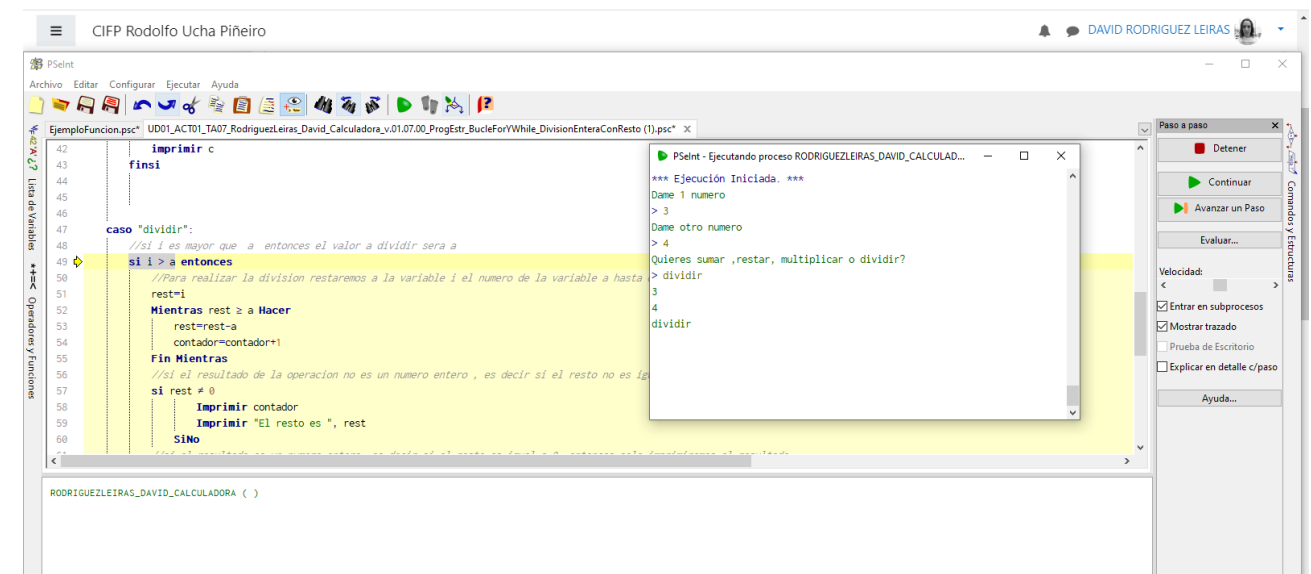 CIFP Rodolfo Ucha Piñeiro
DAVID RODRIGUEZ LEIRAS
PSeInt
Archivo Editar Configurar Ejecutar Ayuda
EjemploFuncion.psc* UD01_ACT01_TA07_RodriguezLeiras_David_Calculadora_v.01.07.00_ProgEstr_BucleForYWhile_DivisionEnteraConResto (1).psc* X
Lista de Variables
Operadores y Funciones
42 imprimir c
43 finsi
44
45
46
47 caso "dividir":
48 //si i es mayor que a entonces el valor a dividir sera a
49 si i > a entonces
50 //Para realizar la division restaremos a la variable i el numero de la variable a hasta
51 rest=i
52 Mientras rest ≥ a Hacer
53 rest=rest-a
54 contador=contador+1
55 Fin Mientras
56 //si el resultado de la operacion no es un numero entero , es decir si el resto no es
57 si rest ≠ 0
58 Imprimir contador
59 Imprimir "El resto es ", rest
60 SiNo
PSeInt - Ejecutando proceso RODRIGUEZLEIRAS_DAVID_CALCULAD...
*** Ejecución Iniciada. ***
Dame 1 numero
> 3
Dame otro numero
> 4
Quieres sumar ,restar, multiplicar o dividir?
> dividir
3
4
dividir
Paso a paso X
Detener
Continuar
Avanzar un Paso
Evaluar...
Velocidad:
Entrar en subprocesos
Mostrar trazado
Prueba de Escritorio
Explicar en detalle c/paso
Ayuda...
Comandos y Estructuras
RODRIGUEZLEIRAS_DAVID_CALCULADORA ( )